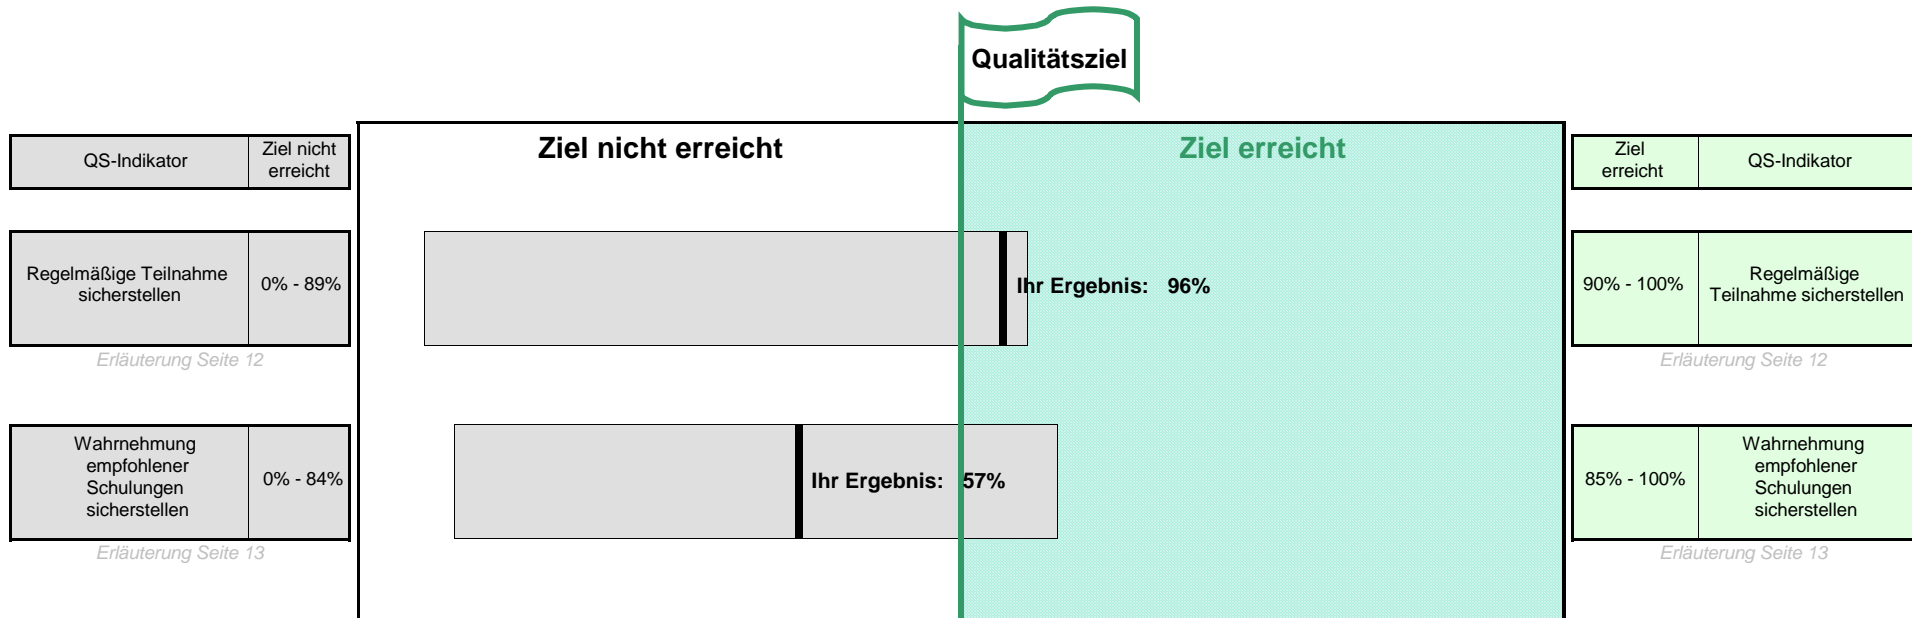 Qualitätsziel
QS-Indikator
Ziel nicht
erreicht
Ziel nicht erreicht
Ziel erreicht
Ziel
erreicht
QS-Indikator
Regelmäßige Teilnahme
sicherstellen
0% - 89%
Ihr Ergebnis: 96%
90% - 100%
Regelmäßige
Teilnahme sicherstellen
Erläuterung Seite 12
Erläuterung Seite 12
Wahrnehmung
empfohlener
Schulungen
sicherstellen
0% - 84%
Ihr Ergebnis: 57%
85% - 100%
Wahrnehmung
empfohlener
Schulungen
sicherstellen
Erläuterung Seite 13
Erläuterung Seite 13